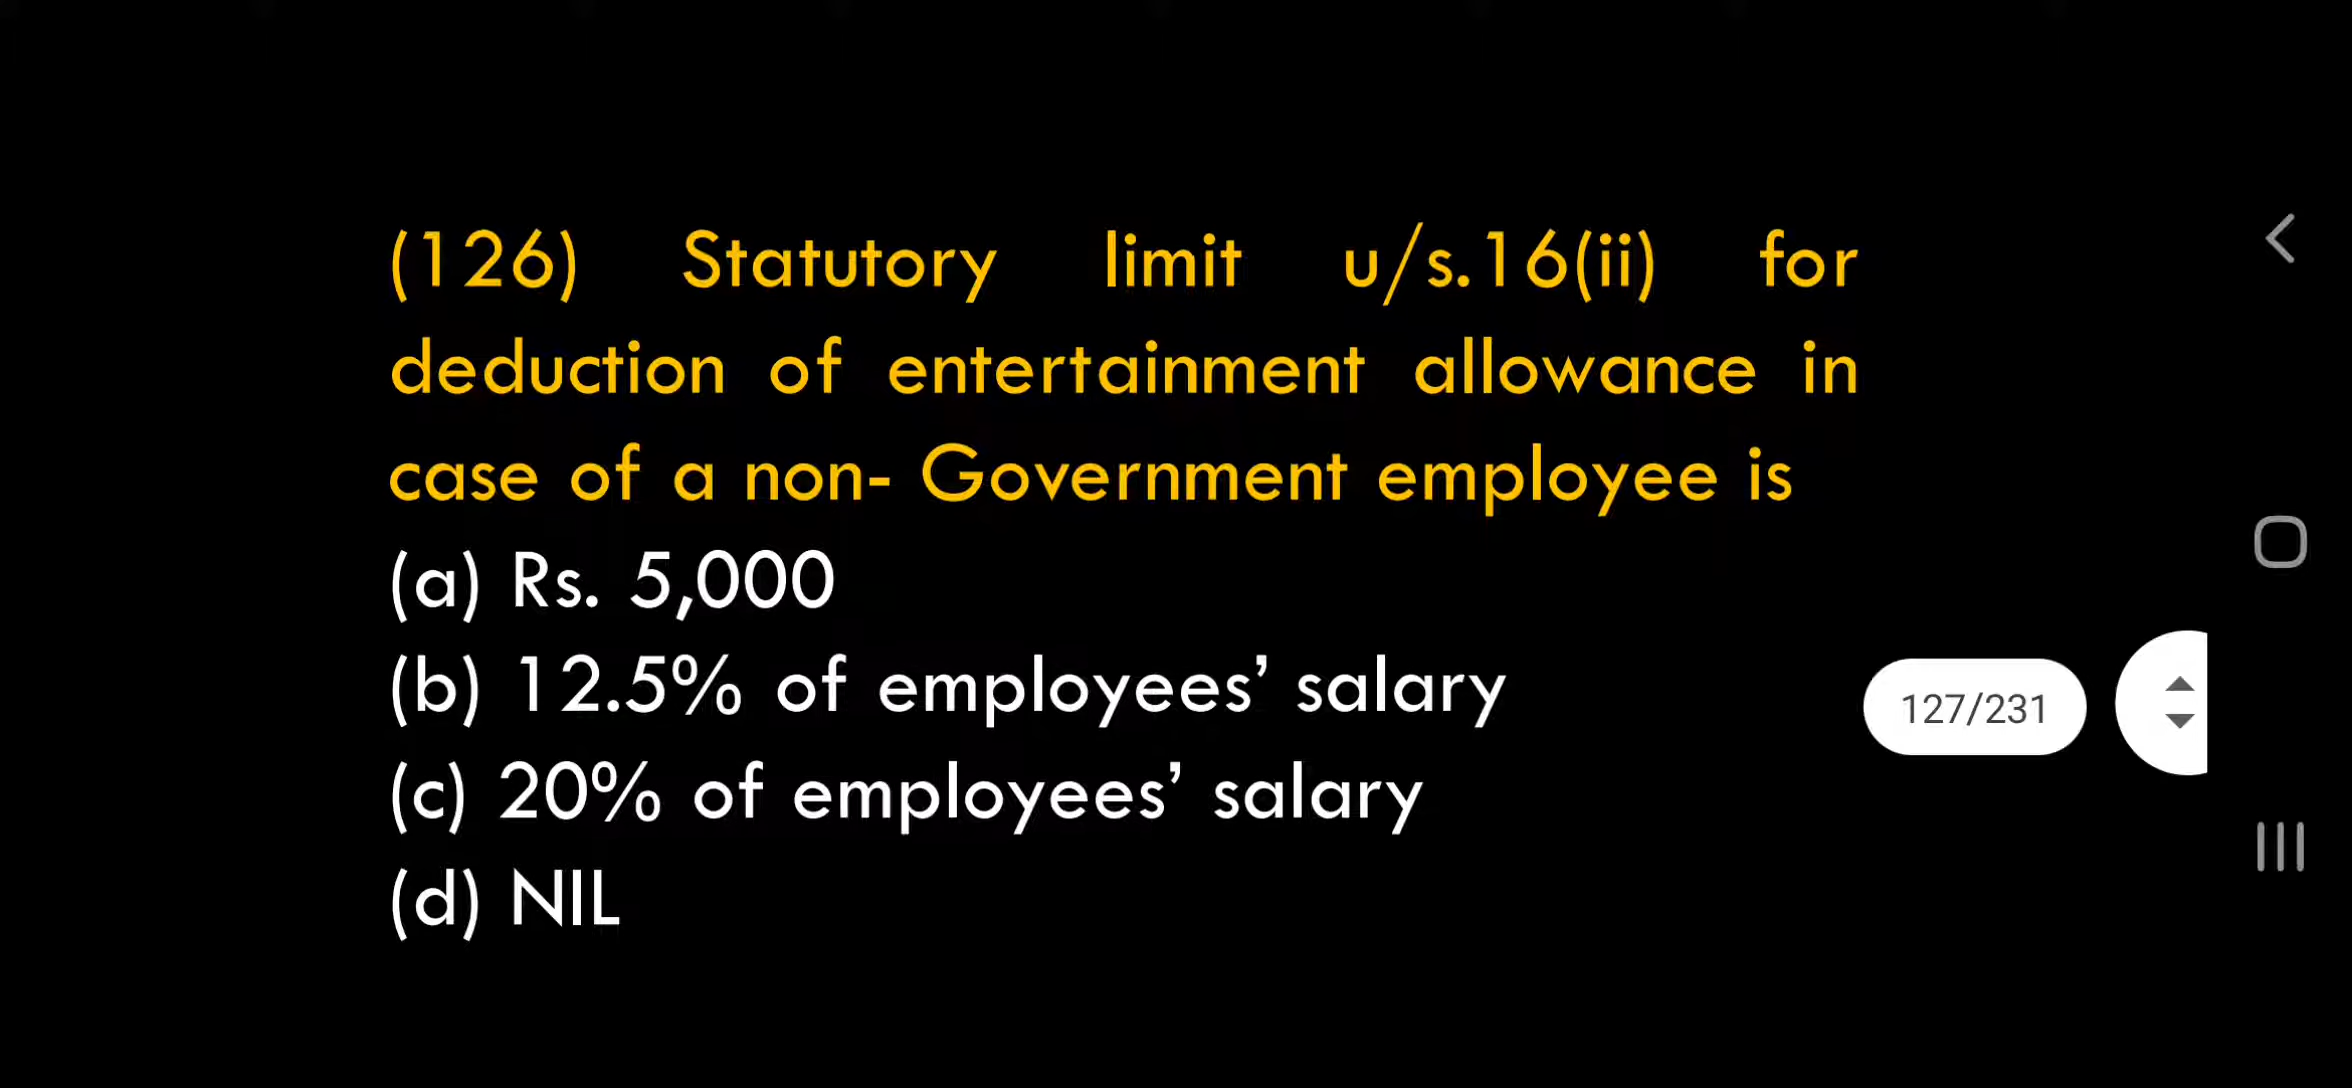 (126) Statutory limit u/s.16(ii) for
deduction of entertainment allowance in
case of a non- Government employee is
(a) Rs. 5,000
(b) 12.5% of employees’ salary
(c) 20% of employees’ salary
(d) NIL
127/231